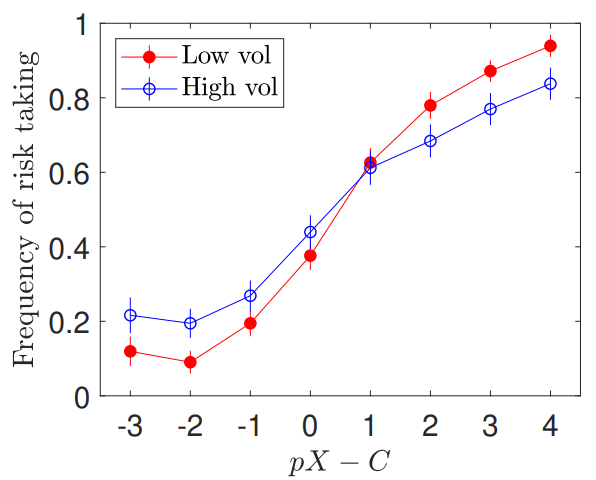 Frequency of risk taking
1
0.8
0.6
0.4
0.2
0
Low vol
High vol
-3 -2 -1 0 1 2 3 4
pX − C